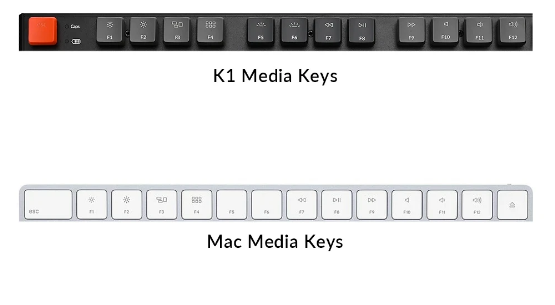 Caps
F1 F2 F3 F4 F5 F6 F7 F8 F9 F10 F11 F12
K1 Media Keys
esc F1 F2 F3 F4 F5 F6 F7 F8 F9 F10 F11 F12
Mac Media Keys